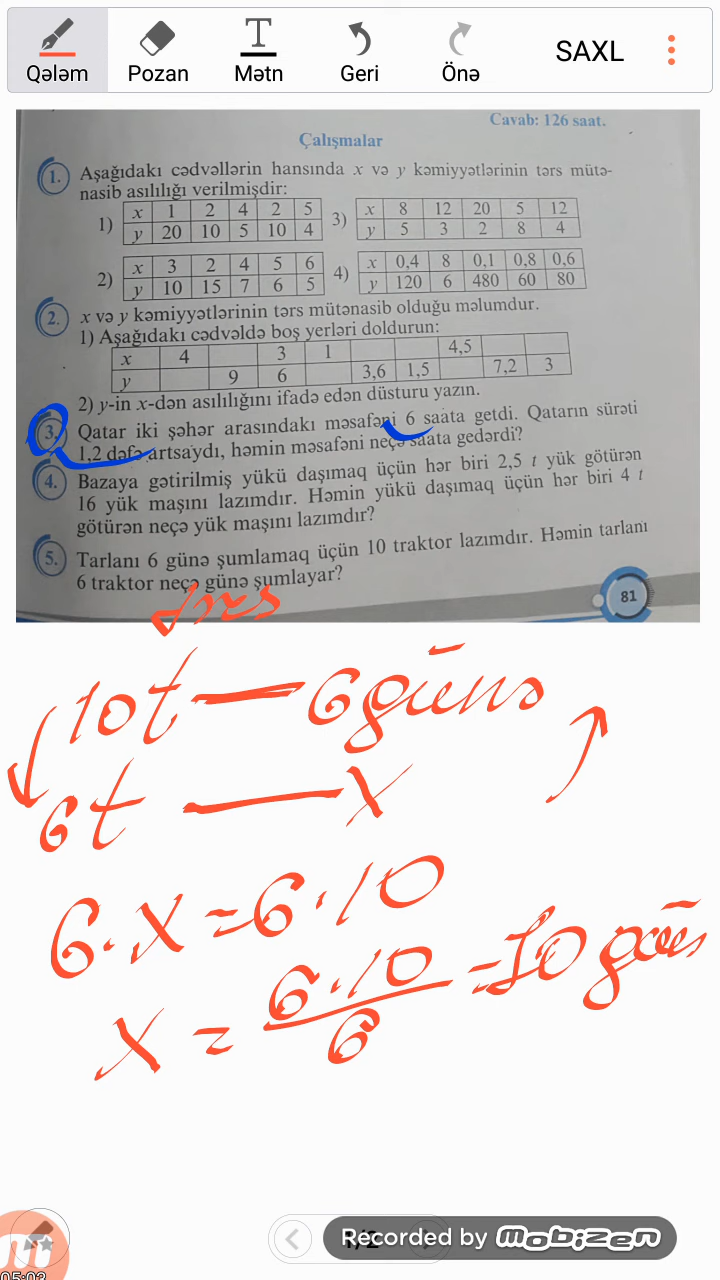 Qələm Pozan Mətn Geri Önə SAXL
Cavab: 126 saat.
Çalışmalar
1. Aşağıdakı cədvəllərin hansında x və y kəmiyyətlərinin tərs mütə-
nasib asılılığı verilmişdir:
1) x 1 2 4 2 5
y 20 10 5 10 4
3) x 8 12 20 5 12
y 5 3 2 8 4
2) x 3 2 4 5 6
y 10 15 7 6 5
4) x 0,4 8 0,1 0,8 0,6
y 120 6 480 60 80
2. x və y kəmiyyətlərinin tərs mütənasib olduğu məlumdur.
1) Aşağıdakı cədvəldə boş yerləri doldurun:
x 4 3 1 4,5
y 9 6 3,6 1,5 7,2 3
2) y-in x-dən asılılığını ifadə edən düsturu yazın.
3. Qatar iki şəhər arasındakı məsafəni 6 saata getdi. Qatarın sürəti
1,2 dəfə artsaydı, həmin məsafəni neçə saata gedərdi?
4. Bazaya gətirilmiş yükü daşımaq üçün hər biri 2,5 t yük götürən
16 yük maşını lazımdır. Həmin yükü daşımaq üçün hər biri 4 t
götürən neçə yük maşını lazımdır?
5. Tarlanı 6 günə şumlamaq üçün 10 traktor lazımdır. Həmin tarlanı
6 traktor neçə günə şumlayar?
81
10t — 6 günə
6t — X
6·X=6·10
X = 6·10 / 6 =10 gün
1/2
Recorded by mobizen
05:03